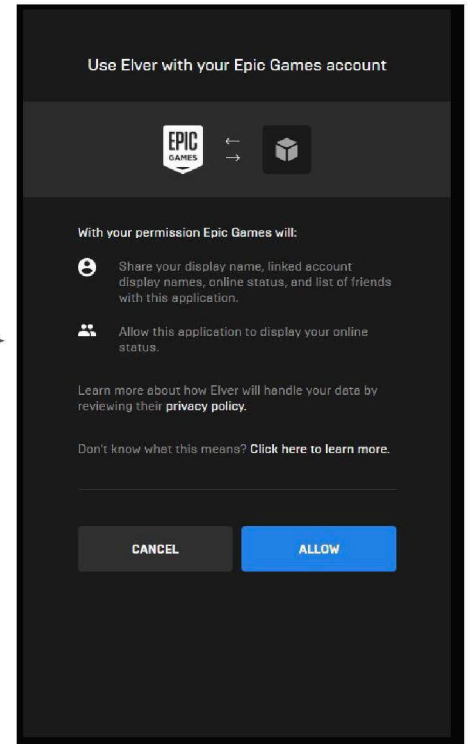 Use Elver with your Epic Games account
EPIC
GAMES
With your permission Epic Games will:
Share your display name, linked account
display names, online status, and list of friends
with this application.
Allow this application to display your online
status.
Learn more about how Elver will handle your data by
reviewing their privacy policy.
Don't know what this means? Click here to learn more.
CANCEL
ALLOW